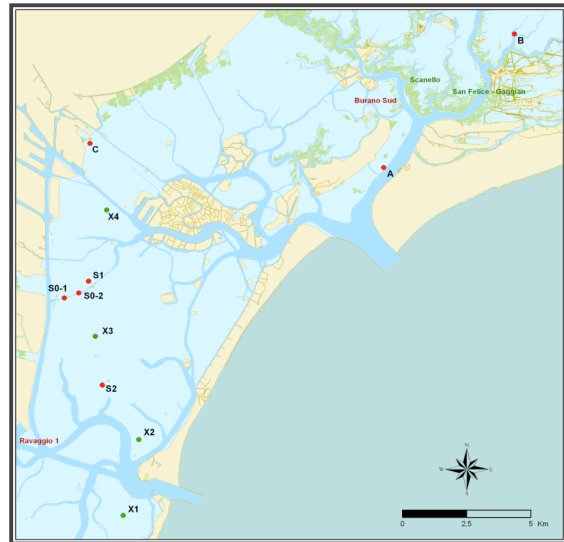 B
Scanello
San Felice - Gaggian
Burano Sud
C
A
X4
S1
S0-1
S0-2
X3
S2
X2
Ravaggio 1
N
W
E
S
X1
0
2,5
5 Km